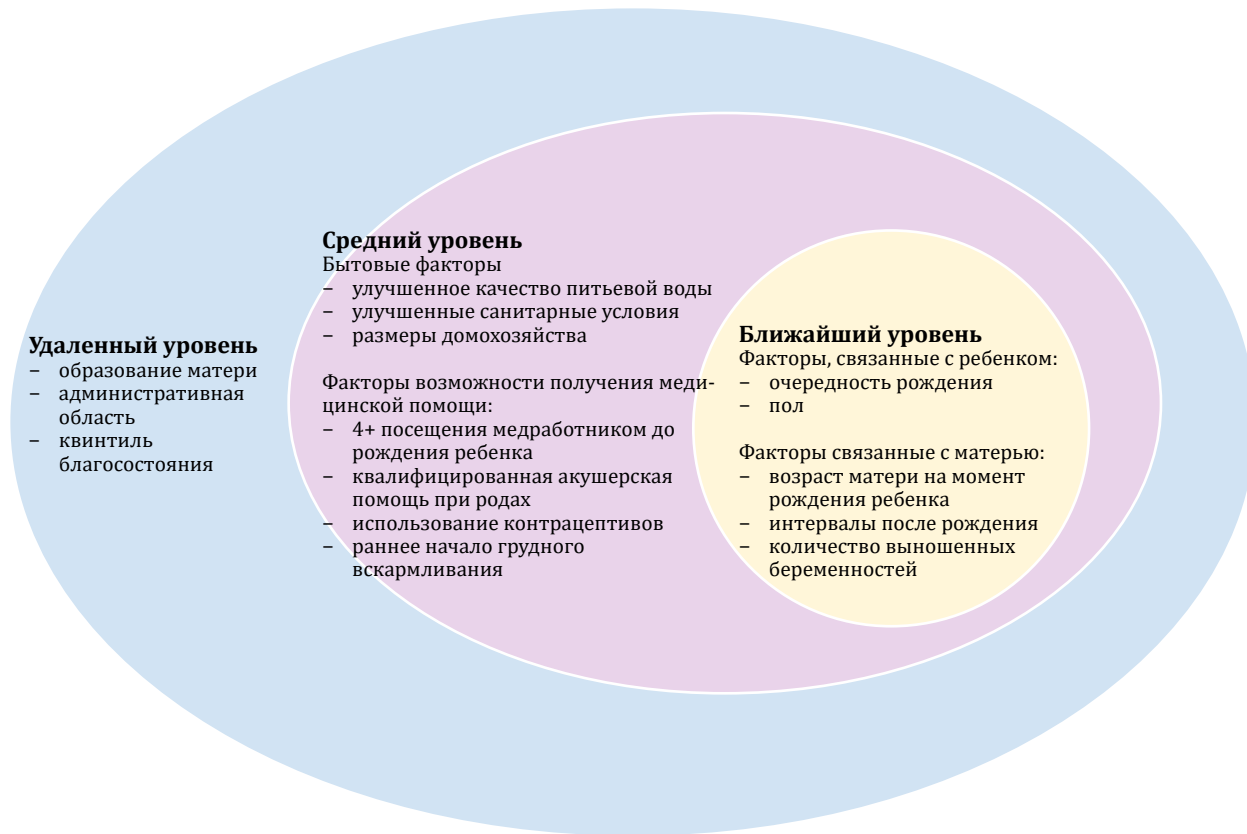 Удаленный уровень
– образование матери
– административная
область
– квинтиль
благосостояния
Средний уровень
Бытовые факторы
– улучшенное качество питьевой воды
– улучшенные санитарные условия
– размеры домохозяйства
Факторы возможности получения меди-
цинской помощи:
– 4+ посещения медработником до
рождения ребенка
– квалифицированная акушерская
помощь при родах
– использование контрацептивов
– раннее начало грудного
вскармливания
Ближайший уровень
Факторы, связанные с ребенком:
– очередность рождения
– пол
Факторы связанные с матерью:
– возраст матери на момент
рождения ребенка
– интервалы после рождения
– количество выношенных
беременностей